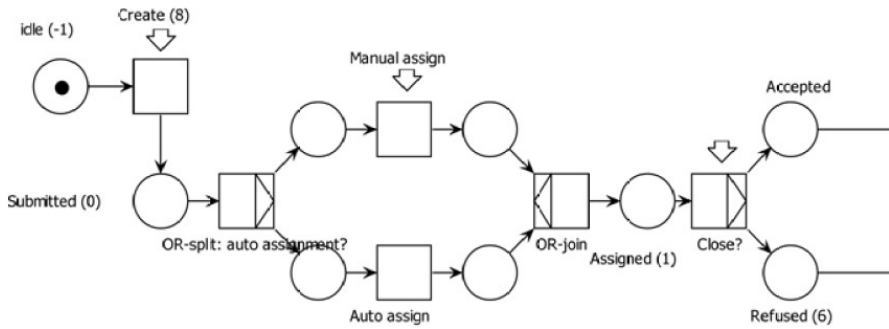 Create (8)
idle (-1)
Manual assign
Accepted
Submitted (0)
OR-split: auto assignment?
OR-join
Assigned (1)
Close?
Auto assign
Refused (6)